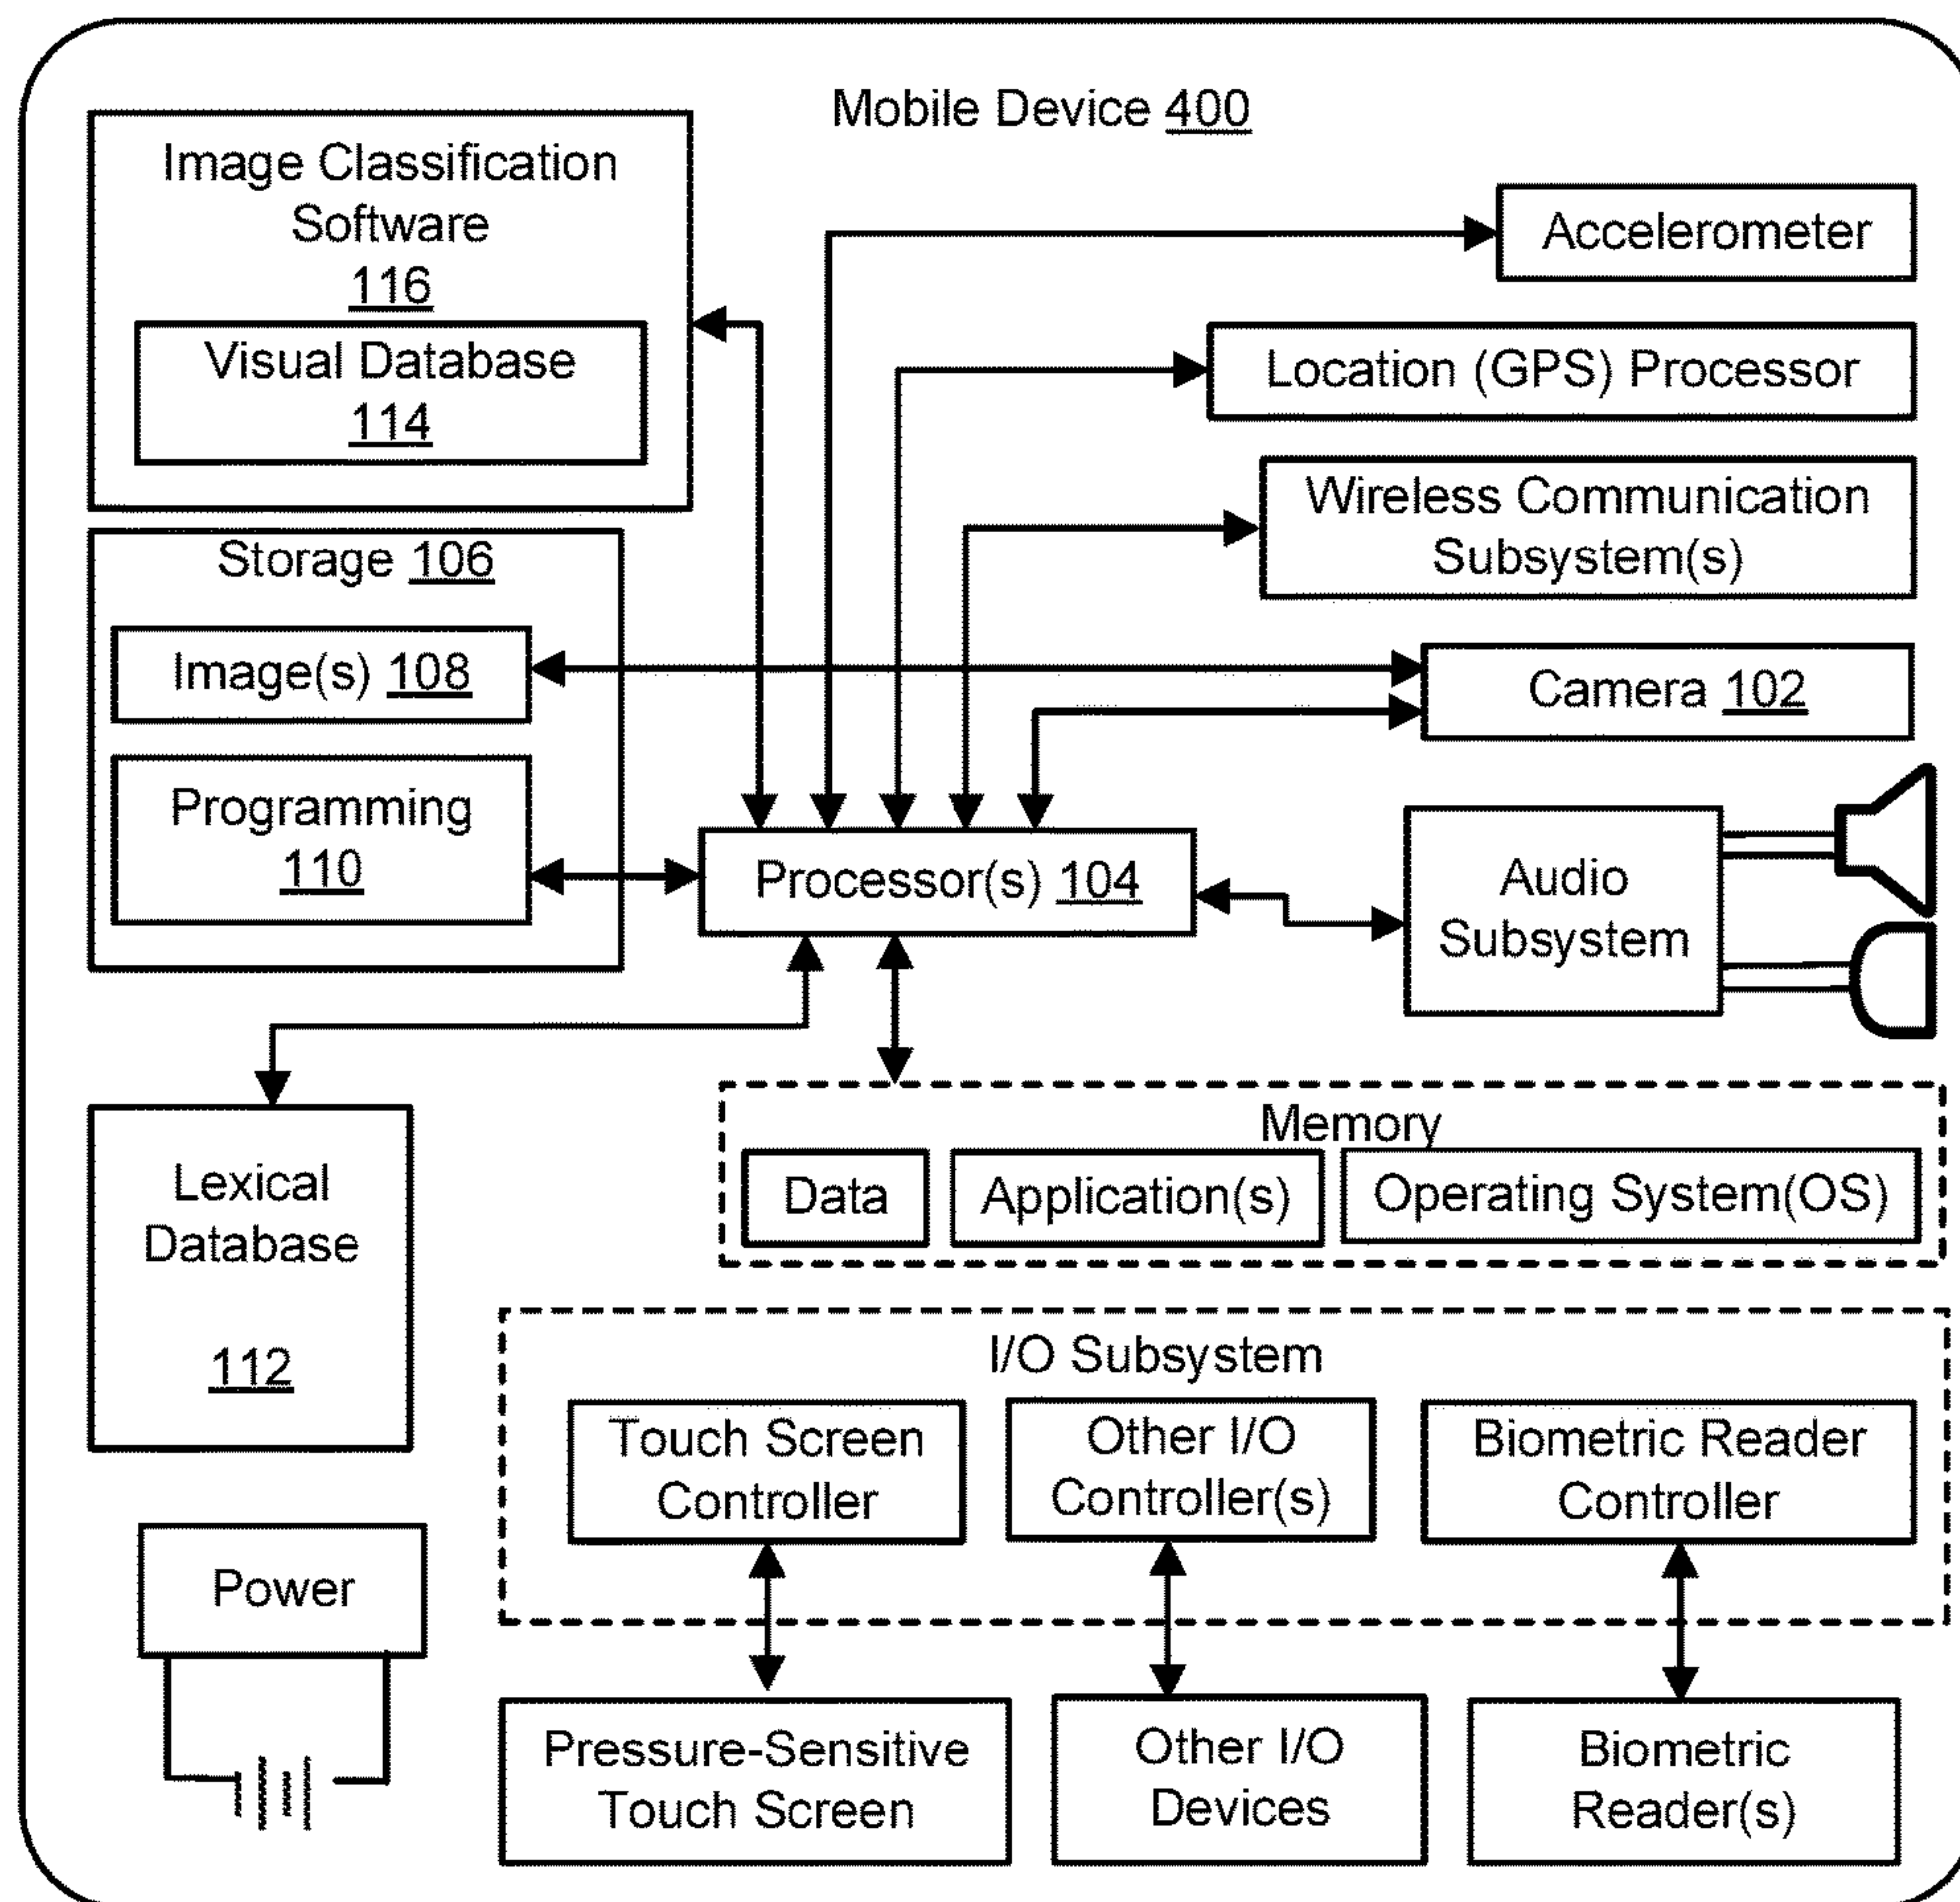 Mobile Device 400
Image Classification
Software
116
Visual Database
114
Accelerometer
Location (GPS) Processor
Wireless Communication
Subsystem(s)
Storage 106
Image(s) 108
Camera 102
Programming
110
Processor(s) 104
Audio
Subsystem
Lexical
Database
112
Memory
Data
Application(s)
Operating System(OS)
I/O Subsystem
Touch Screen
Controller
Other I/O
Controller(s)
Biometric Reader
Controller
Power
Pressure-Sensitive
Touch Screen
Other I/O
Devices
Biometric
Reader(s)